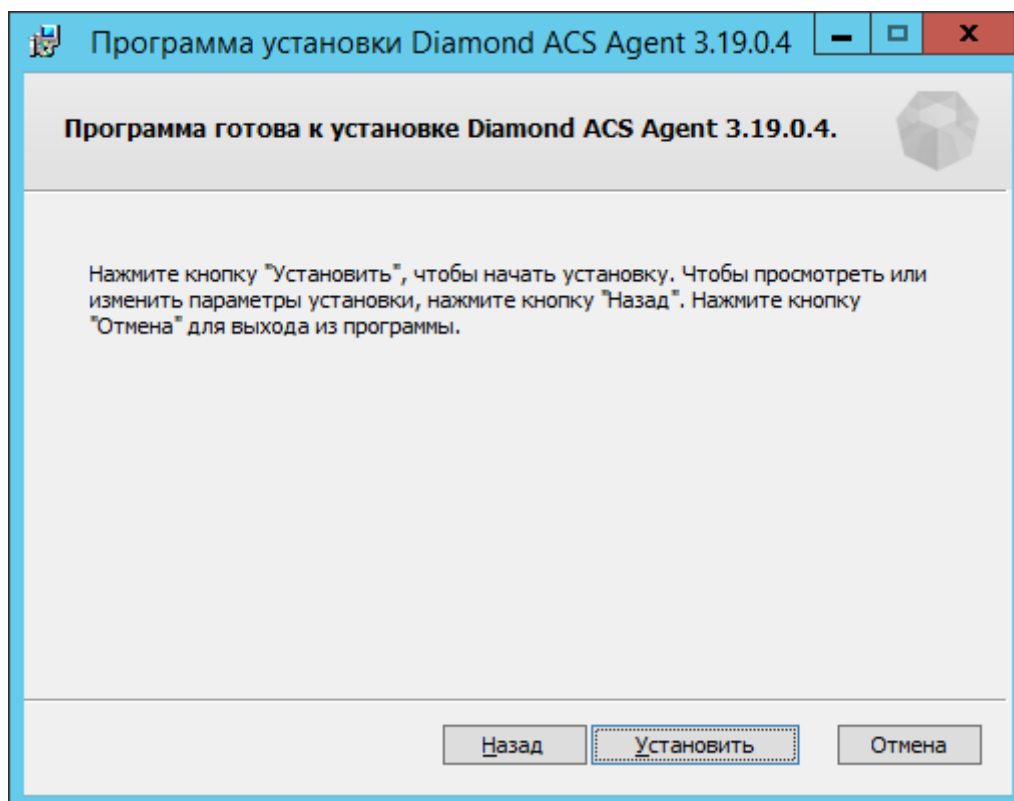 Программа установки Diamond ACS Agent 3.19.0.4
Программа готова к установке Diamond ACS Agent 3.19.0.4.
Нажмите кнопку "Установить", чтобы начать установку. Чтобы просмотреть или
изменить параметры установки, нажмите кнопку "Назад". Нажмите кнопку
"Отмена" для выхода из программы.
Назад
Установить
Отмена